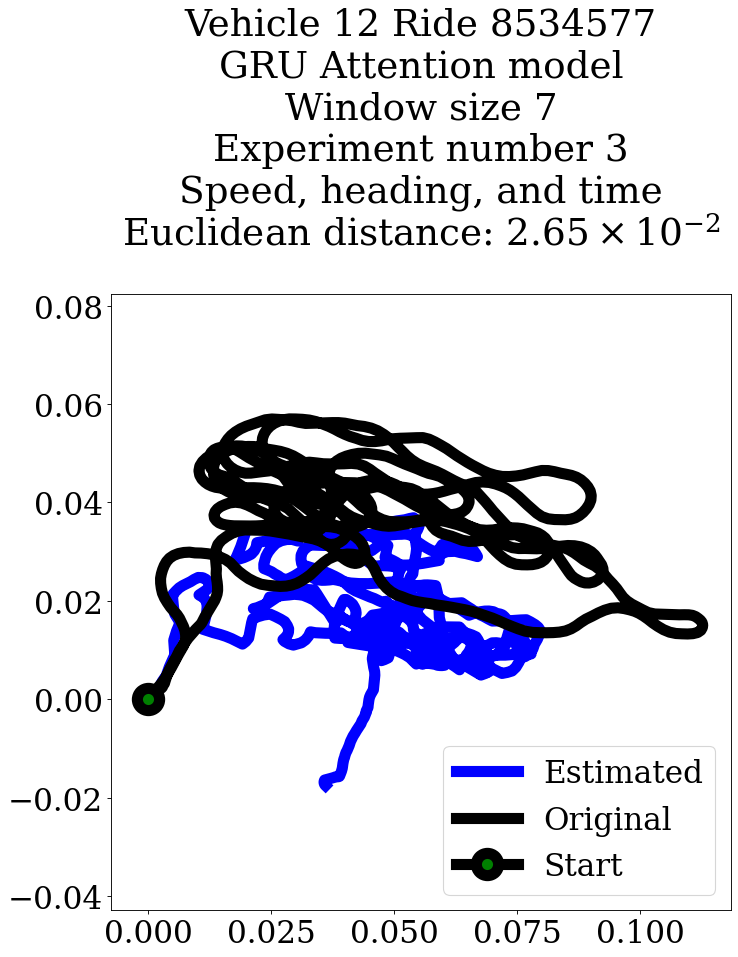 Vehicle 12 Ride 8534577
GRU Attention model
Window size 7
Experiment number 3
Speed, heading, and time
Euclidean distance: 2.65 × 10⁻²
0.08
0.06
0.04
0.02
0.00
−0.02
−0.04
0.000 0.025 0.050 0.075 0.100
Estimated
Original
Start